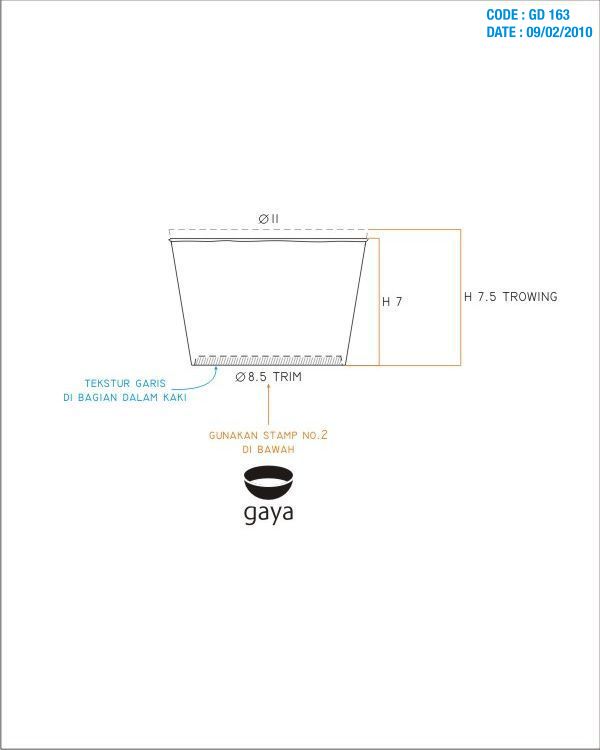 CODE : GD 163
DATE : 09/02/2010
Ø11
H 7
H 7.5 TROWING
Ø8.5 TRIM
TEKSTUR GARIS
DI BAGIAN DALAM KAKI
GUNAKAN STAMP NO.2
DI BAWAH
gaya